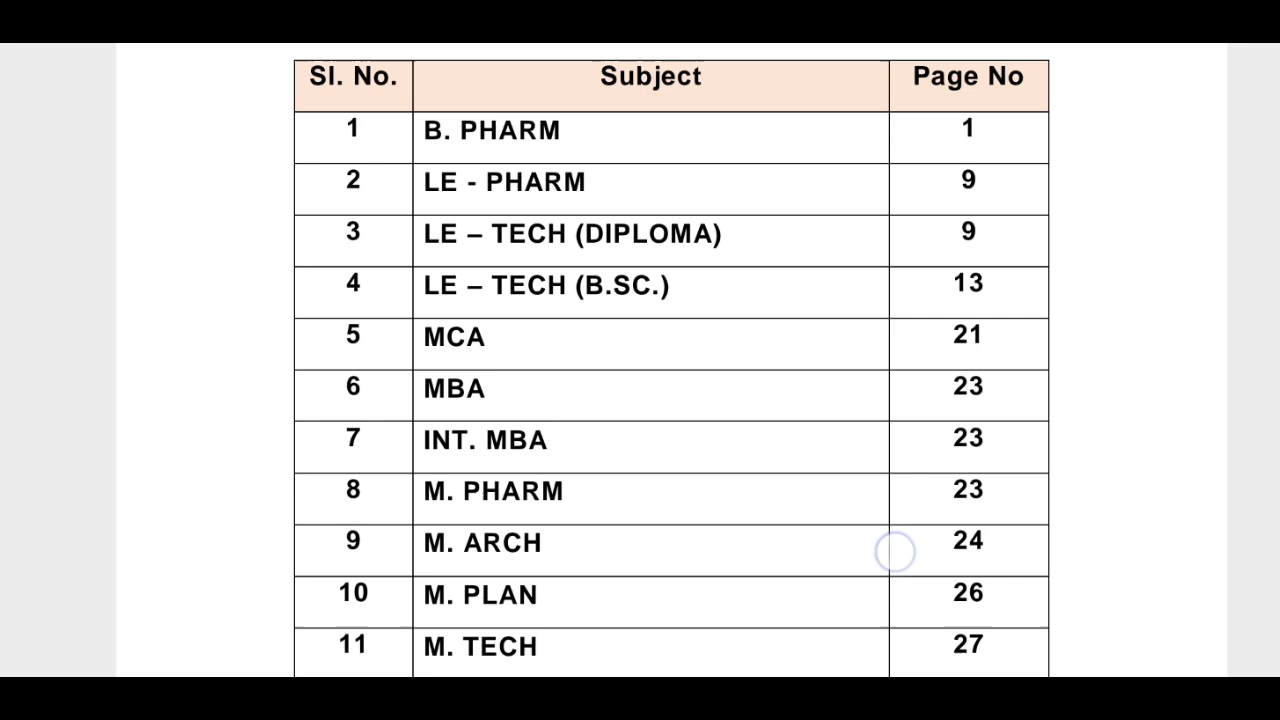 Sl. No. Subject Page No
1 B. PHARM 1
2 LE - PHARM 9
3 LE – TECH (DIPLOMA) 9
4 LE – TECH (B.SC.) 13
5 MCA 21
6 MBA 23
7 INT. MBA 23
8 M. PHARM 23
9 M. ARCH 24
10 M. PLAN 26
11 M. TECH 27